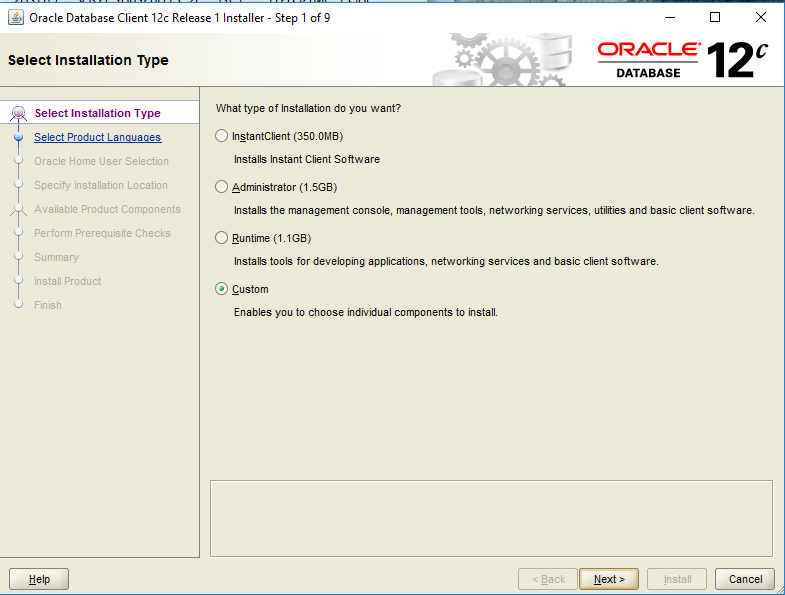 Oracle Database Client 12c Release 1 Installer - Step 1 of 9
Select Installation Type
ORACLE
DATABASE
12c
Select Installation Type
Select Product Languages
Oracle Home User Selection
Specify Installation Location
Available Product Components
Perform Prerequisite Checks
Summary
Install Product
Finish
What type of Installation do you want?
InstantClient (350.0MB)
Installs Instant Client Software
Administrator (1.5GB)
Installs the management console, management tools, networking services, utilities and basic client software.
Runtime (1.1GB)
Installs tools for developing applications, networking services and basic client software.
Custom
Enables you to choose individual components to install.
Help
< Back
Next >
Install
Cancel